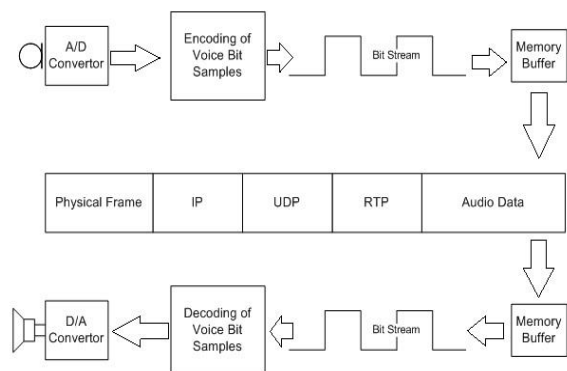 A/D
Convertor
Encoding of
Voice Bit
Samples
Bit Stream
Memory
Buffer
Physical Frame IP UDP RTP Audio Data
D/A
Convertor
Decoding of
Voice Bit
Samples
Bit Stream
Memory
Buffer